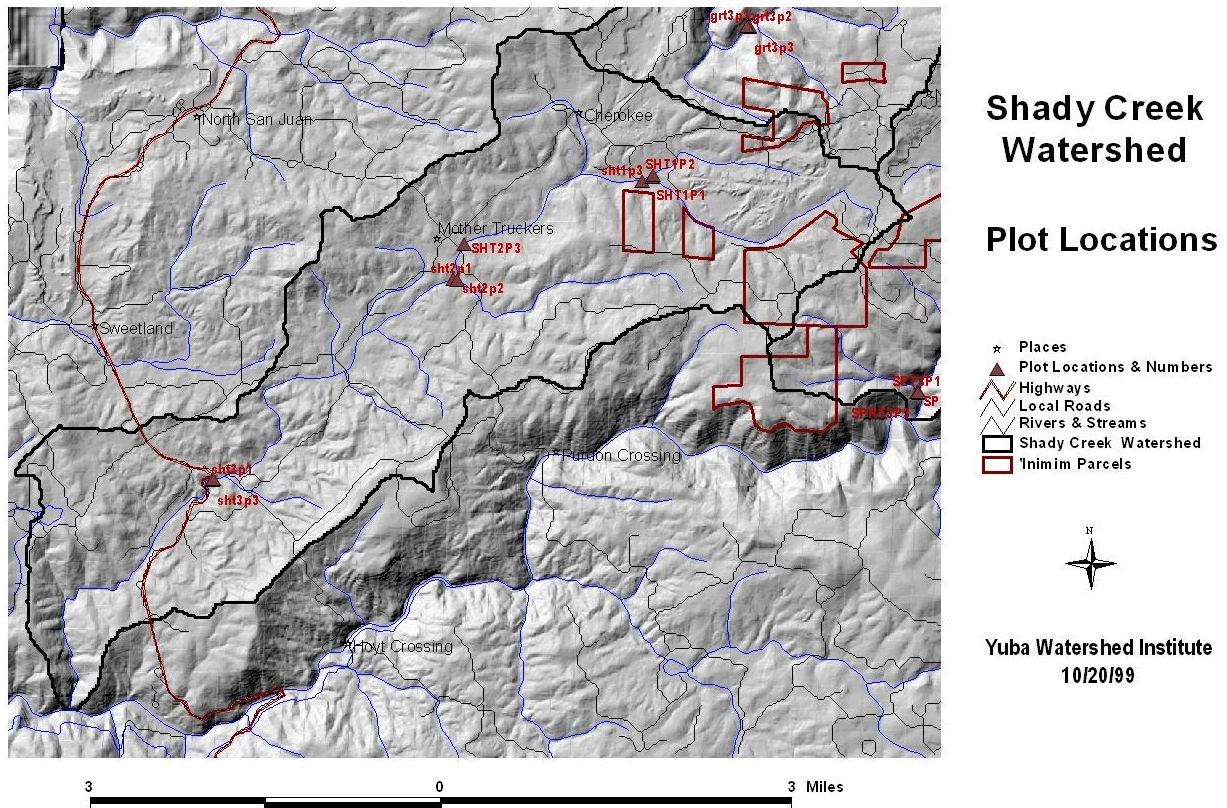 grt3p1 grt3p2
grt3p3
North San Juan
Cherokee
sht1p3 SHT1P2
SHT1P1
Mother Truckers
SHT2P3
sht2p1
sht2p2
Sweetland
SPT3P1
SP
Purdon Crossing
sht3p1
sht3p3
Hoyt Crossing
Shady Creek
Watershed
Plot Locations
Places
Plot Locations & Numbers
Highways
Local Roads
Rivers & Streams
Shady Creek Watershed
'Inimim Parcels
N
Yuba Watershed Institute
10/20/99
3 0 3 Miles